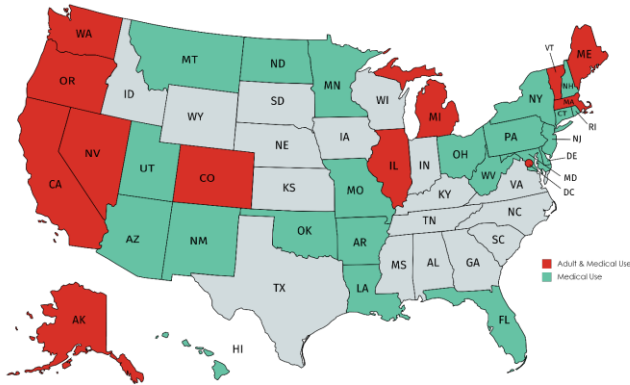 WA
OR
CA
NV
ID
MT
WY
UT
AZ
CO
NM
ND
SD
NE
KS
OK
TX
MN
IA
MO
AR
LA
WI
IL
MI
IN
OH
KY
TN
MS
AL
GA
FL
SC
NC
VA
WV
PA
NY
VT
NH
ME
MA
CT
RI
NJ
DE
MD
DC
AK
HI
Adult & Medical Use
Medical Use